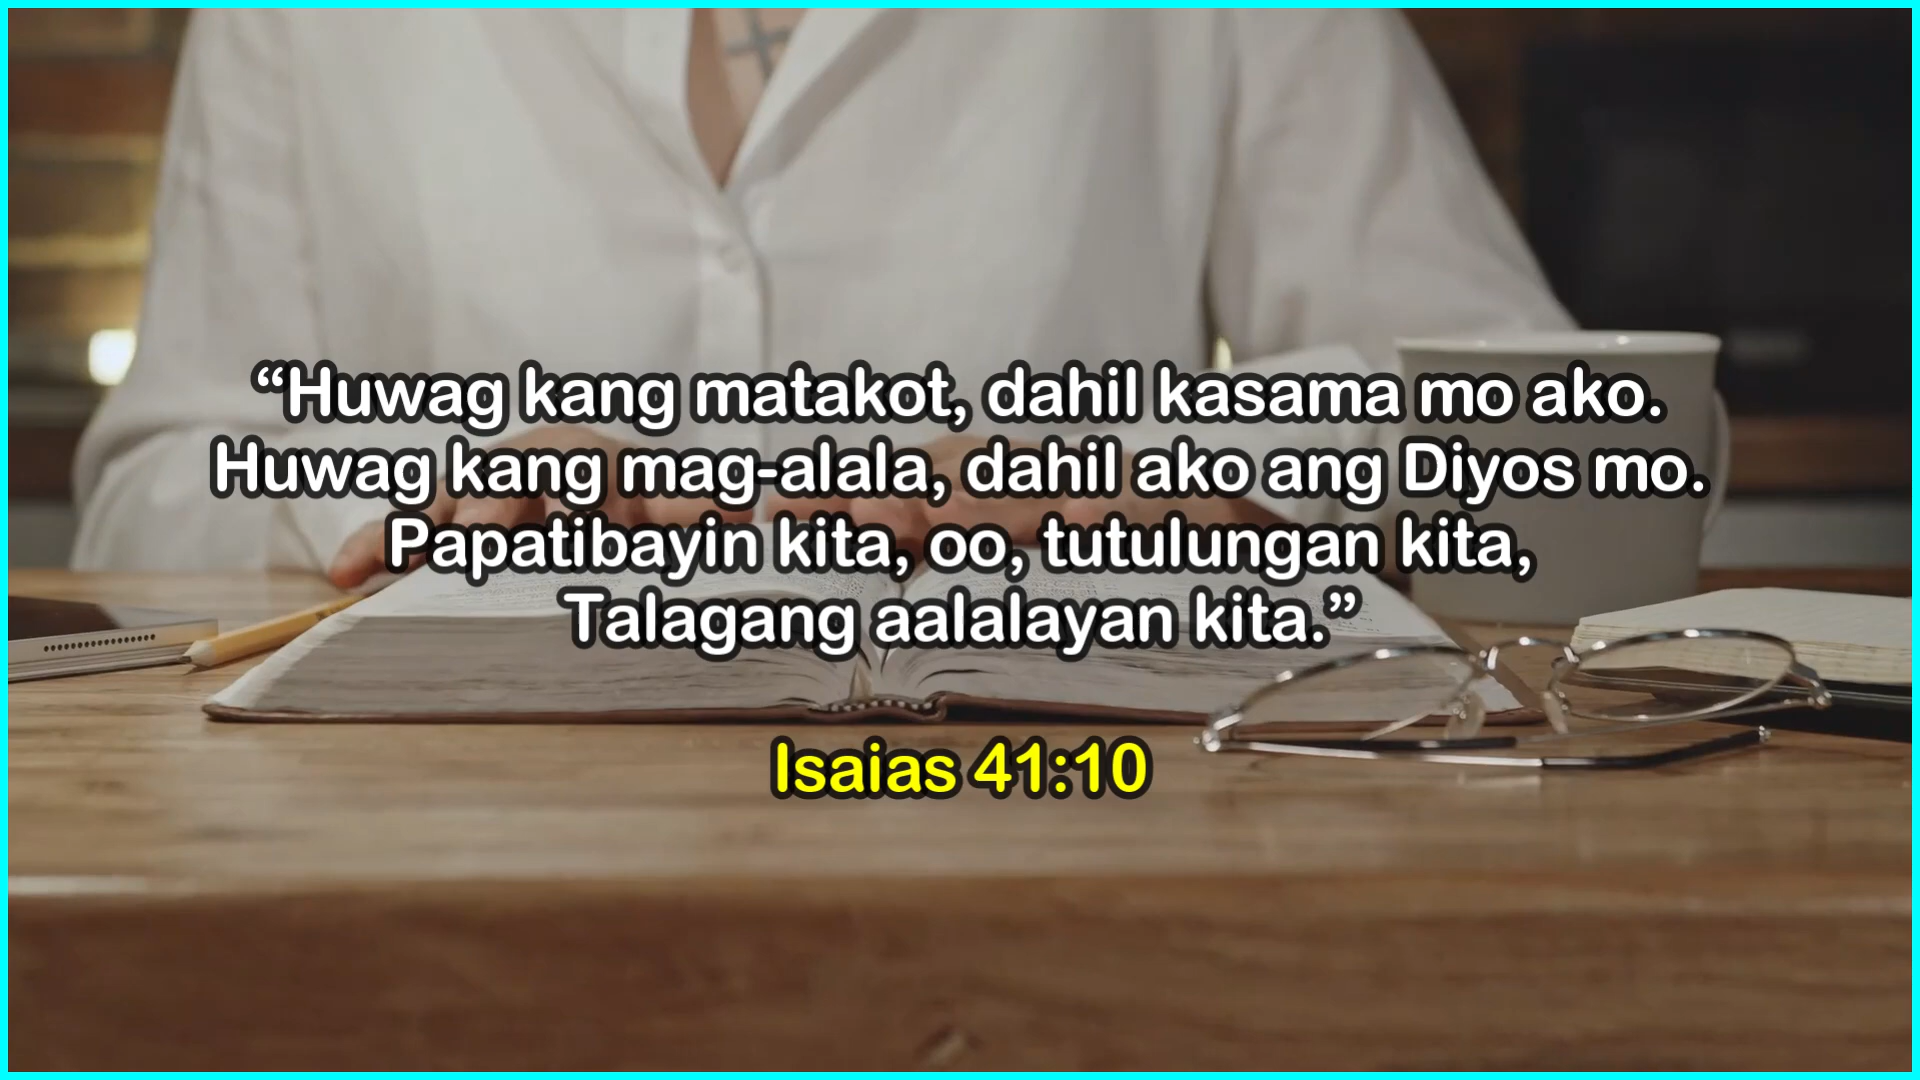 “Huwag kang matakot, dahil kasama mo ako.
Huwag kang mag-alala, dahil ako ang Diyos mo.
Papatibayin kita, oo, tutulungan kita,
Talagang aalalayan kita.”
Isaias 41:10